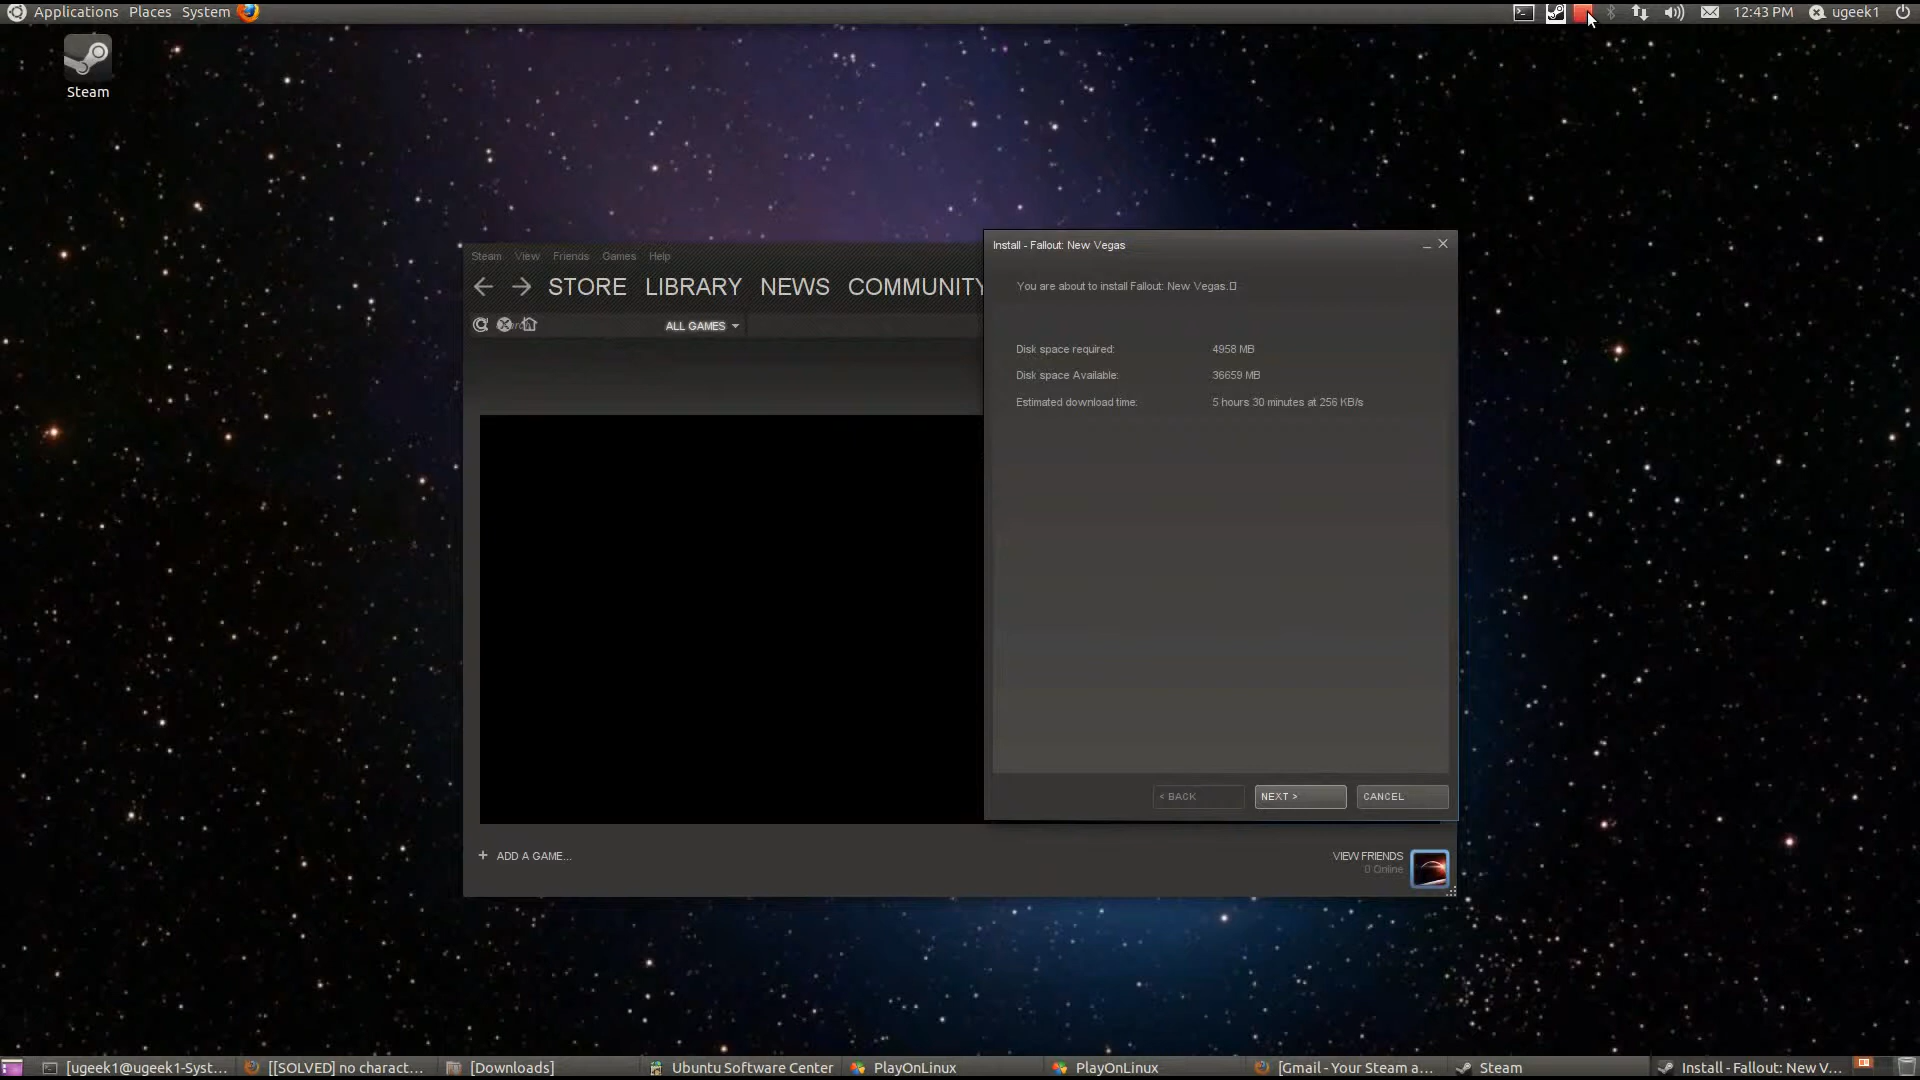 Applications Places System
12:43 PM ugeek1
Steam
Install - Fallout: New Vegas
Steam View Friends Games Help
STORE LIBRARY NEWS COMMUNITY
You are about to install Fallout: New Vegas.
ALL GAMES
Disk space required: 4958 MB
Disk space Available: 36659 MB
Estimated download time: 5 hours 30 minutes at 256 KB/s
< BACK NEXT > CANCEL
+ ADD A GAME...
VIEW FRIENDS
0 Online
[ugeek1@ugeek1-Syst... [[SOLVED] no charact... [Downloads] Ubuntu Software Center PlayOnLinux PlayOnLinux [Gmail - Your Steam a... Steam Install - Fallout: New V...